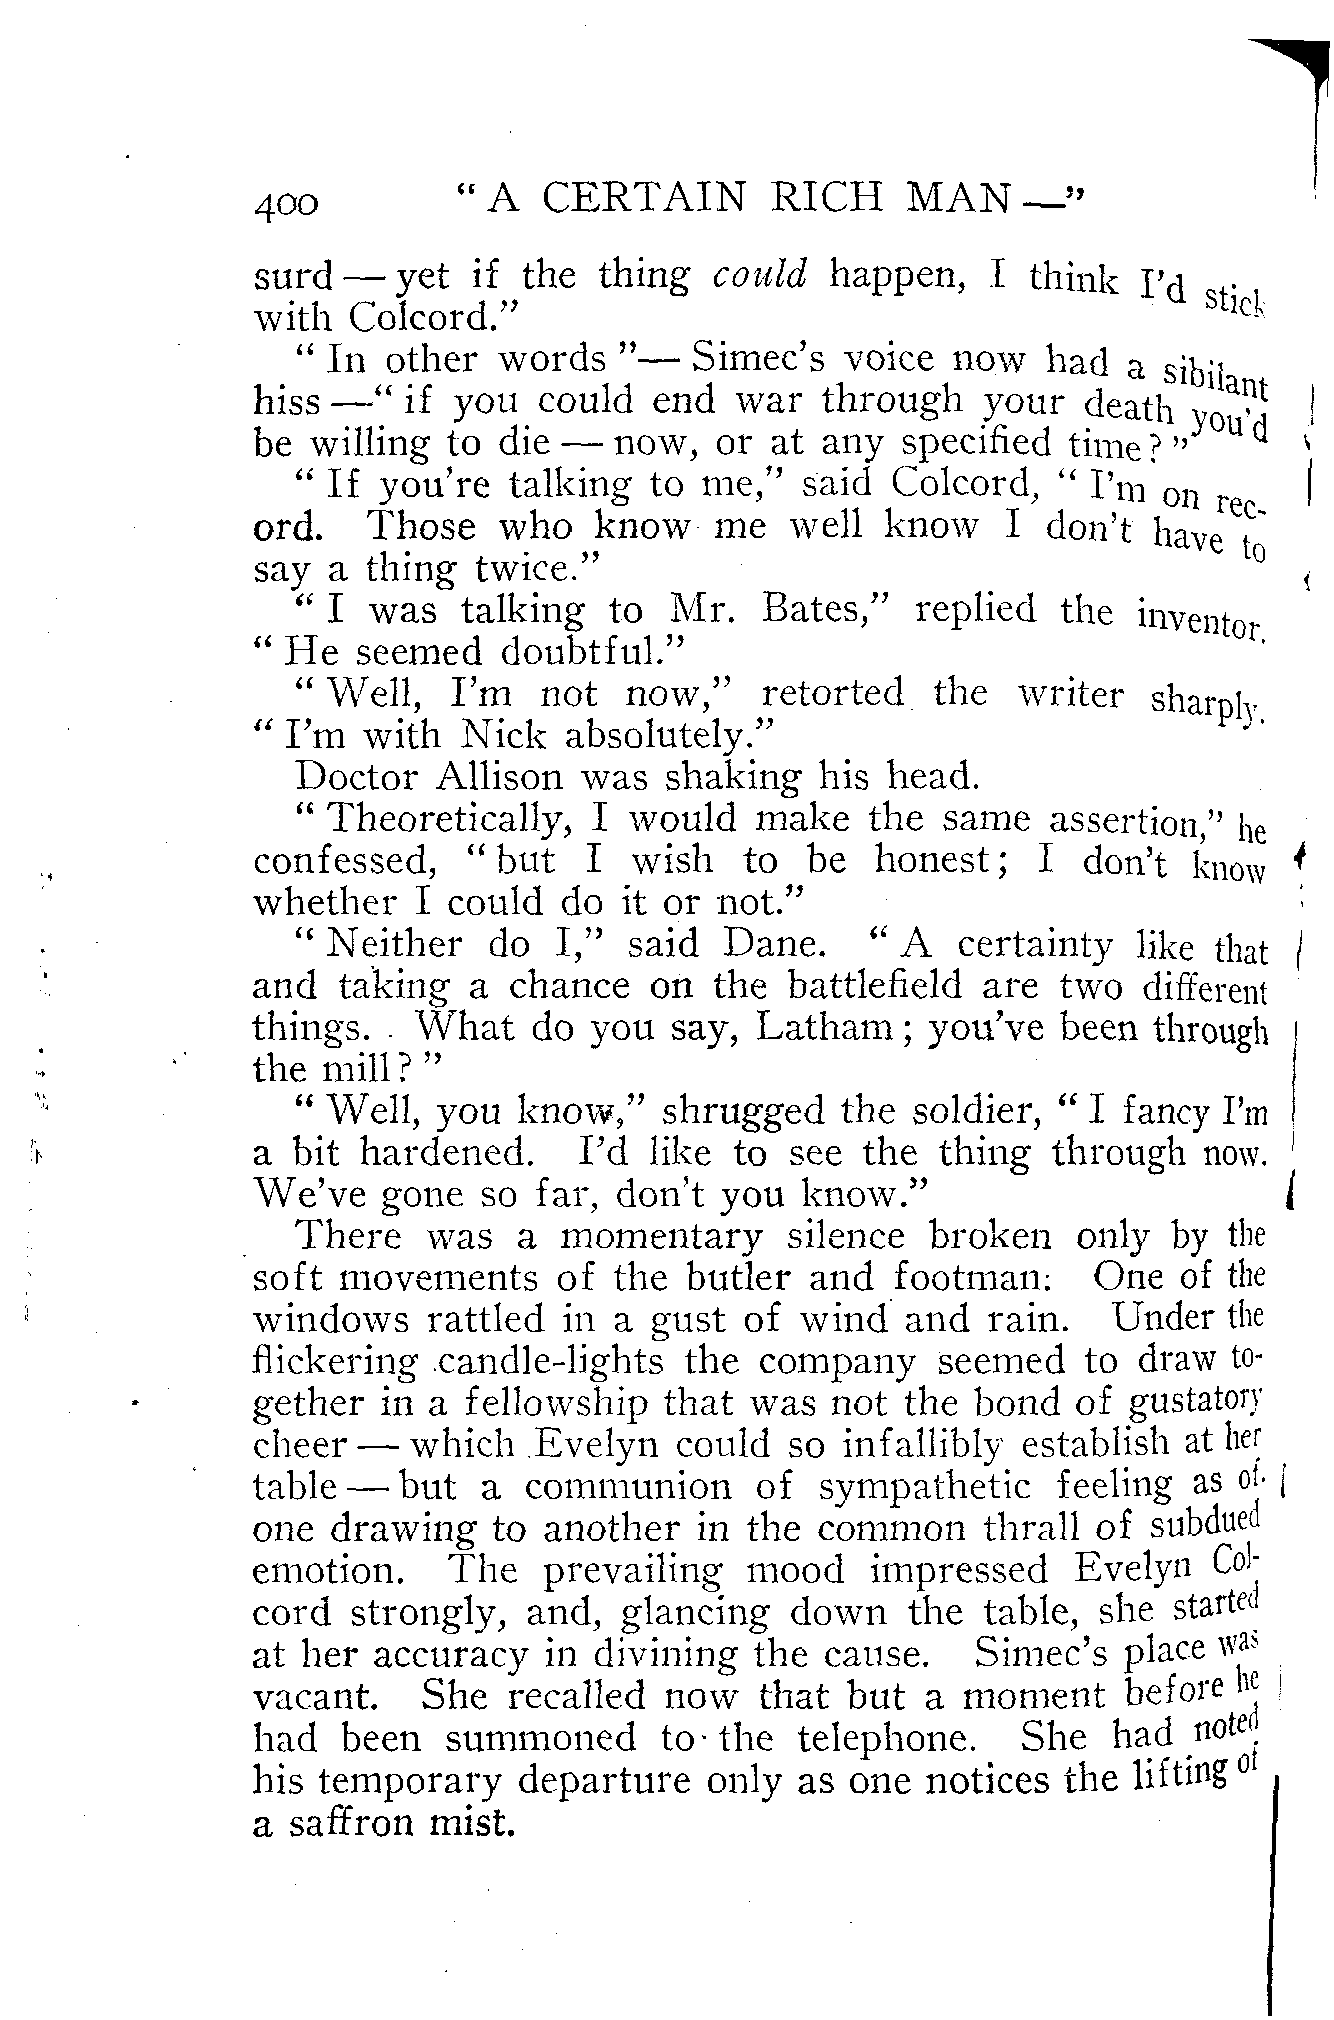 400 " A CERTAIN RICH MAN —"
surd — yet if the thing could happen, I think I'd stick
with Colcord."
" In other words "— Simec's voice now had a sibilant
hiss —" if you could end war through your death you'd
be willing to die — now, or at any specified time? "
" If you're talking to me," said Colcord, " I'm on rec-
ord. Those who know me well know I don't have to
say a thing twice."
" I was talking to Mr. Bates," replied the inventor.
" He seemed doubtful."
" Well, I'm not now," retorted the writer sharply.
" I'm with Nick absolutely."
Doctor Allison was shaking his head.
" Theoretically, I would make the same assertion," he
confessed, " but I wish to be honest; I don't know
whether I could do it or not."
" Neither do I," said Dane. " A certainty like that
and taking a chance on the battlefield are two different
things. What do you say, Latham; you've been through
the mill? "
" Well, you know," shrugged the soldier, " I fancy I'm
a bit hardened. I'd like to see the thing through now.
We've gone so far, don't you know."
There was a momentary silence broken only by the
soft movements of the butler and footman: One of the
windows rattled in a gust of wind and rain. Under the
flickering candle-lights the company seemed to draw to-
gether in a fellowship that was not the bond of gustatory
cheer — which Evelyn could so infallibly establish at her
table — but a communion of sympathetic feeling as of
one drawing to another in the common thrall of subdued
emotion. The prevailing mood impressed Evelyn Col-
cord strongly, and, glancing down the table, she started
at her accuracy in divining the cause. Simec's place was
vacant. She recalled now that but a moment before he
had been summoned to the telephone. She had noted
his temporary departure only as one notices the lifting of
a saffron mist.